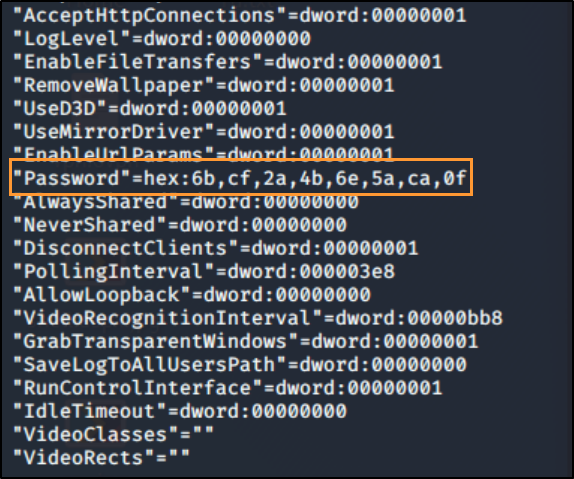 "AcceptHttpConnections"=dword:00000001
"LogLevel"=dword:00000000
"EnableFileTransfers"=dword:00000001
"RemoveWallpaper"=dword:00000001
"UseD3D"=dword:00000001
"UseMirrorDriver"=dword:00000001
"EnableUrlParams"=dword:00000001
"Password"=hex:6b,cf,2a,4b,6e,5a,ca,0f
"AlwaysShared"=dword:00000000
"NeverShared"=dword:00000000
"DisconnectClients"=dword:00000001
"PollingInterval"=dword:000003e8
"AllowLoopback"=dword:00000000
"VideoRecognitionInterval"=dword:00000bb8
"GrabTransparentWindows"=dword:00000001
"SaveLogToAllUsersPath"=dword:00000000
"RunControlInterface"=dword:00000001
"IdleTimeout"=dword:00000000
"VideoClasses"=""
"VideoRects"=""